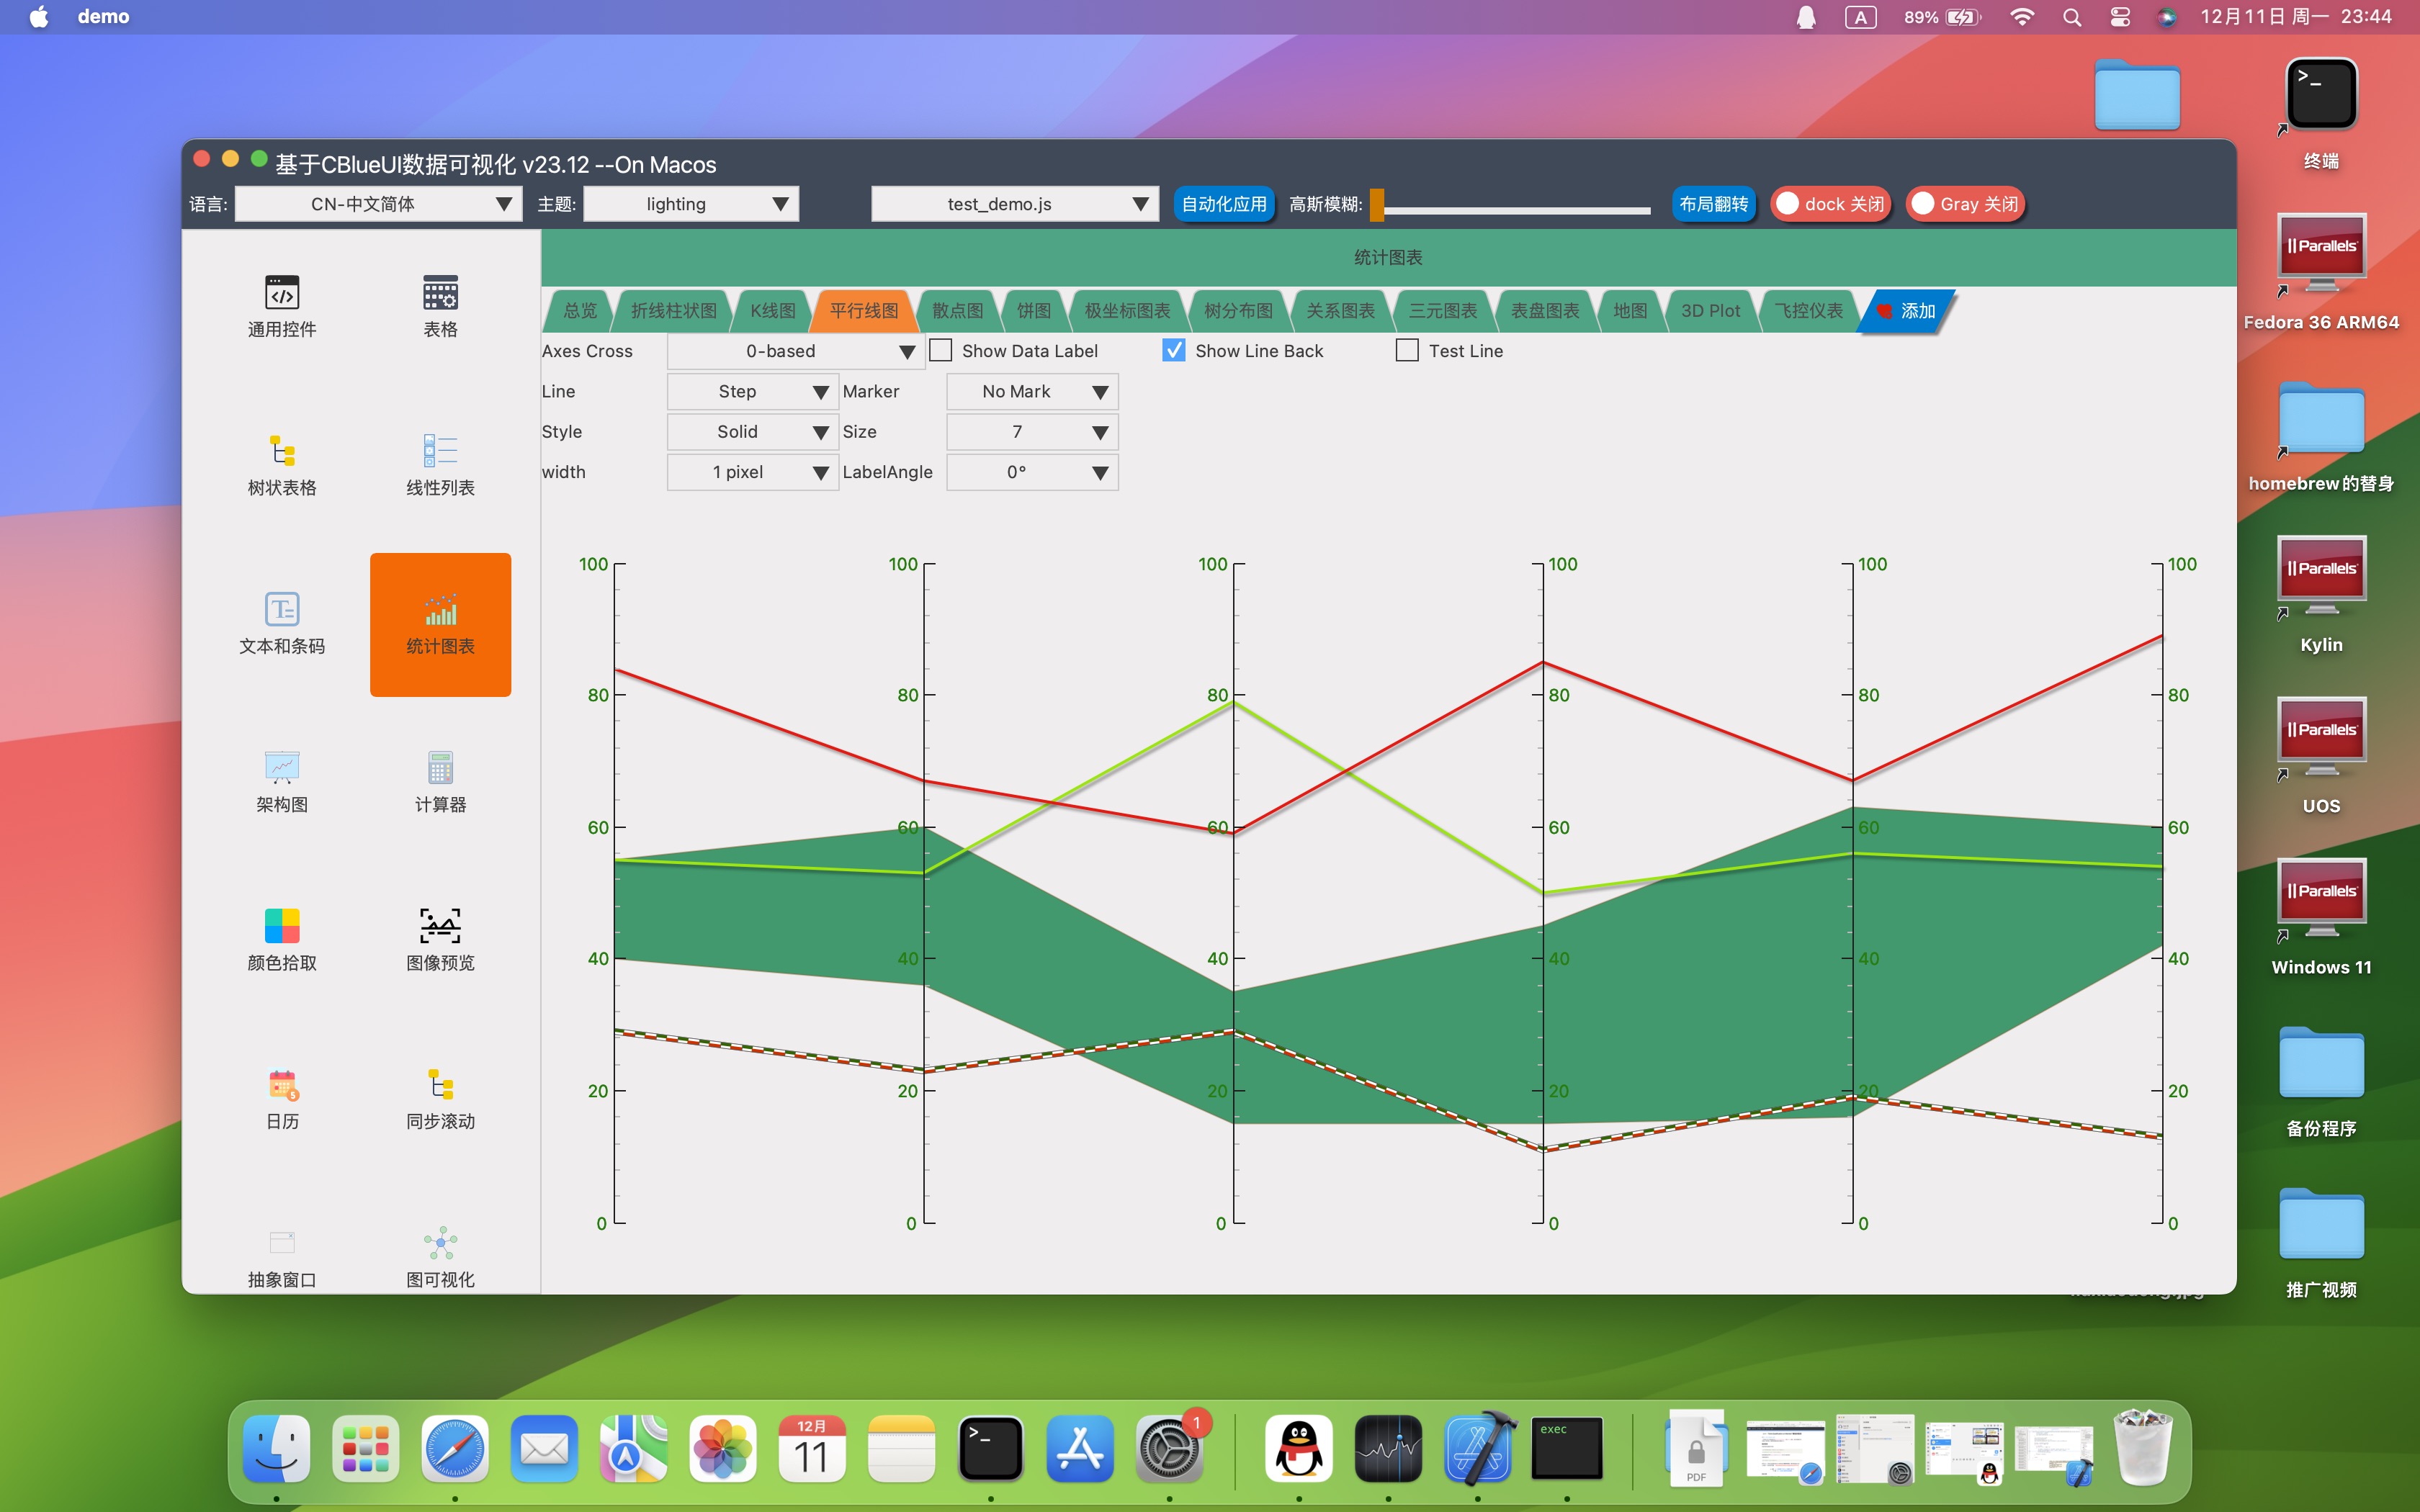 demo
A
89%
12月11日 周一 23:44
基于CBlueUI数据可视化 v23.12 --On Macos
语言: CN-中文简体 主题: lighting test_demo.js 自动化应用 高斯模糊: 布局翻转 dock 关闭 Gray 关闭
统计图表
总览 折线柱状图 K线图 平行线图 散点图 饼图 极坐标图表 树分布图 关系图表 三元图表 表盘图表 地图 3D Plot 飞控仪表 添加
Axes Cross 0-based Show Data Label Show Line Back Test Line
Line Step Marker No Mark
Style Solid Size 7
width 1 pixel LabelAngle 0°
通用控件 表格
树状表格 线性列表
文本和条码 统计图表
架构图 计算器
颜色拾取 图像预览
日历 同步滚动
抽象窗口 图可视化
100 100 100 100 100 100
80 80 80 80 80 80
60 60 60 60 60 60
40 40 40 40 40 40
20 20 20 20 20 20
0 0 0 0 0 0
>_
终端
Parallels
Fedora 36 ARM64
homebrew的替身
Parallels
Kylin
Parallels
UOS
Parallels
Windows 11
备份程序
推广视频
12月
11
>_
1
exec
PDF